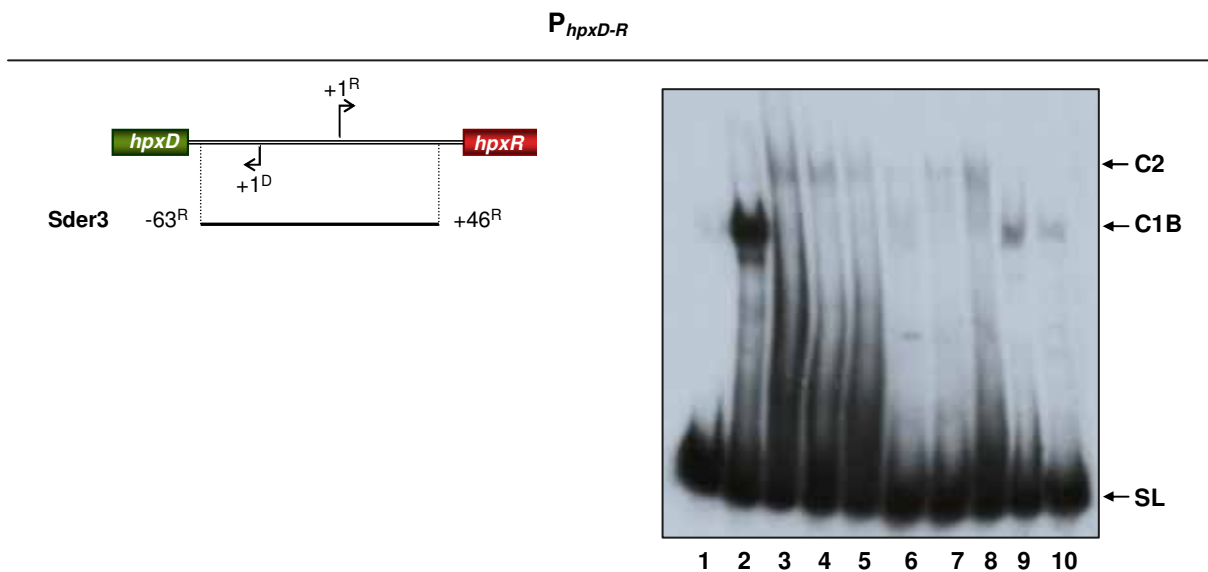 P hpxD-R
+1R
hpxD
hpxR
+1D
Sder3 -63R +46R
C2
C1B
SL
1 2 3 4 5 6 7 8 9 10